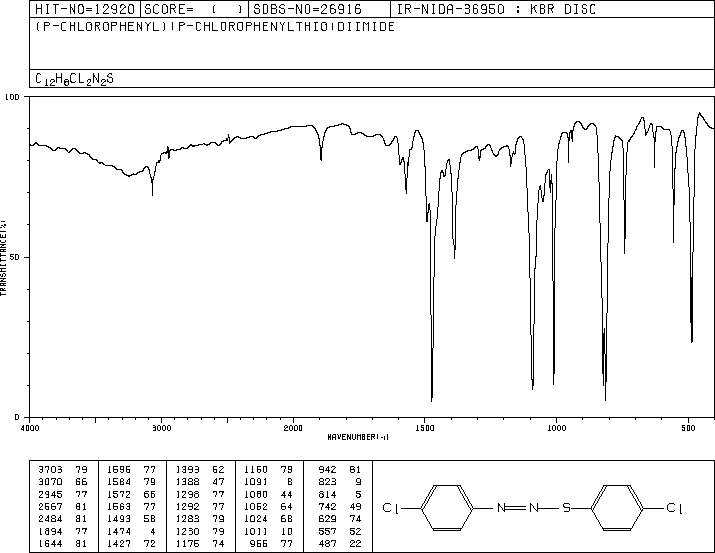 HIT-NO=12920 SCORE= ( ) SDBS-NO=26916 IR-NIDA-36950 : KBR DISC
(P-CHLOROPHENYL)(P-CHLOROPHENYLTHIO)DIIMIDE
C12H8CL2N2S
100
50
0
TRANSMITTANCE(%)
4000 3000 2000 1500 1000 500
WAVENUMBER(-1)
3703 79 1596 77 1393 62 1160 79 942 81
3070 66 1584 79 1388 47 1091 8 823 9
2945 77 1572 66 1298 77 1080 44 814 5
2667 81 1563 77 1292 77 1062 64 742 49
2484 81 1493 58 1283 79 1024 68 629 74
1894 77 1474 4 1230 79 1011 10 557 52
1644 81 1427 72 1176 74 966 77 487 22
Cl N=N S Cl